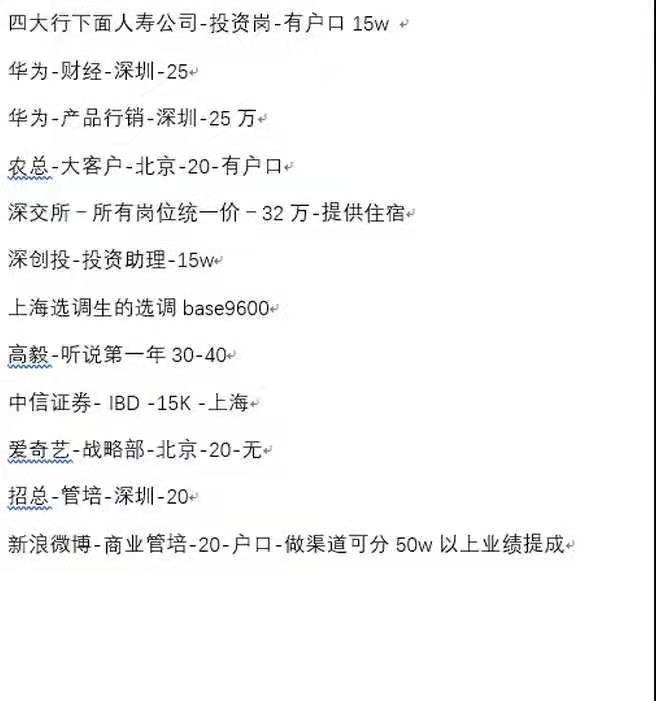 四大行下面人寿公司-投资岗-有户口 15w
华为-财经-深圳-25
华为-产品行销-深圳-25 万
农总-大客户-北京-20-有户口
深交所－所有岗位统一价－32 万-提供住宿
深创投-投资助理-15w
上海选调生的选调 base9600
高毅-听说第一年 30-40
中信证券- IBD -15K -上海
爱奇艺-战略部-北京-20-无
招总-管培-深圳-20
新浪微博-商业管培-20-户口-做渠道可分 50w 以上业绩提成